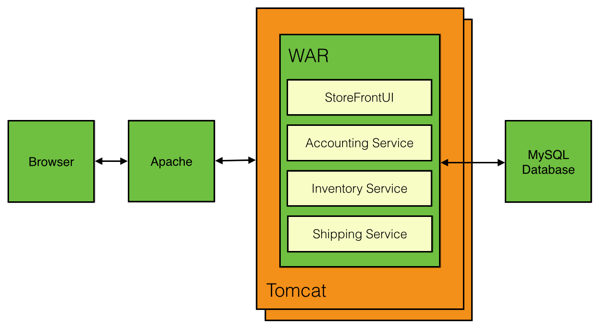 WAR
StoreFrontUI
Accounting Service
Inventory Service
Shipping Service
Browser
Apache
MySQL
Database
Tomcat